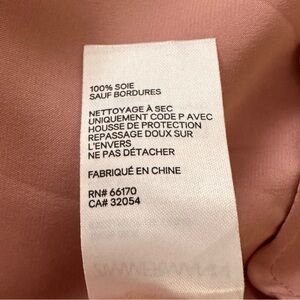 100% SOIE
SAUF BORDURES
NETTOYAGE À SEC
UNIQUEMENT CODE P AVEC
HOUSSE DE PROTECTION
REPASSAGE DOUX SUR
L'ENVERS
NE PAS DÉTACHER
FABRIQUÉ EN CHINE
RN# 66170
CA# 32054